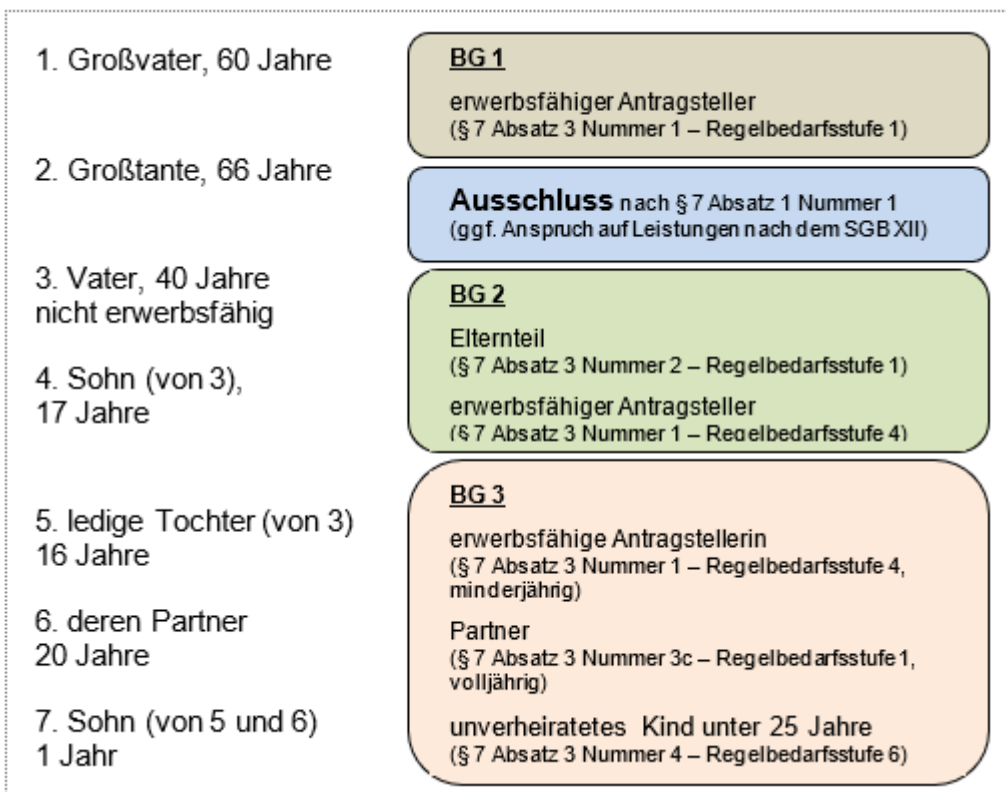 1. Großvater, 60 Jahre
2. Großtante, 66 Jahre
3. Vater, 40 Jahre
nicht erwerbsfähig
4. Sohn (von 3),
17 Jahre
5. ledige Tochter (von 3)
16 Jahre
6. deren Partner
20 Jahre
7. Sohn (von 5 und 6)
1 Jahr
BG 1
erwerbsfähiger Antragsteller
(§ 7 Absatz 3 Nummer 1 – Regelbedarfsstufe 1)
Ausschluss nach § 7 Absatz 1 Nummer 1
(ggf. Anspruch auf Leistungen nach dem SGB XII)
BG 2
Elternteil
(§ 7 Absatz 3 Nummer 2 – Regelbedarfsstufe 1)
erwerbsfähiger Antragsteller
(§ 7 Absatz 3 Nummer 1 – Regelbedarfsstufe 4)
BG 3
erwerbsfähige Antragstellerin
(§ 7 Absatz 3 Nummer 1 – Regelbedarfsstufe 4,
minderjährig)
Partner
(§ 7 Absatz 3 Nummer 3c – Regelbedarfsstufe 1,
volljährig)
unverheiratetes Kind unter 25 Jahre
(§ 7 Absatz 3 Nummer 4 – Regelbedarfsstufe 6)